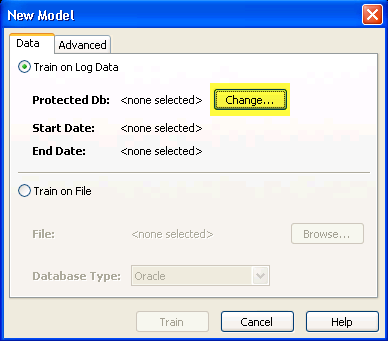 New Model
Data Advanced
Train on Log Data
Protected Db: <none selected> Change...
Start Date: <none selected>
End Date: <none selected>
Train on File
File: <none selected> Browse...
Database Type: Oracle
Train Cancel Help